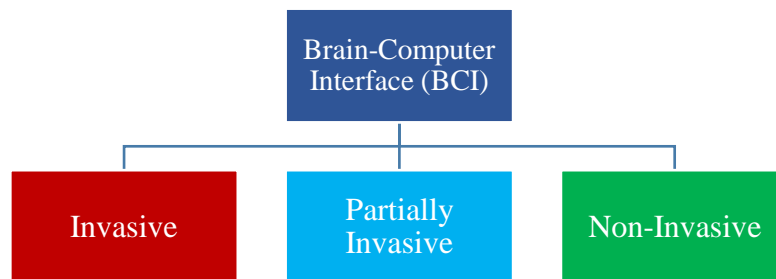 Brain-Computer
Interface (BCI)
Invasive
Partially
Invasive
Non-Invasive